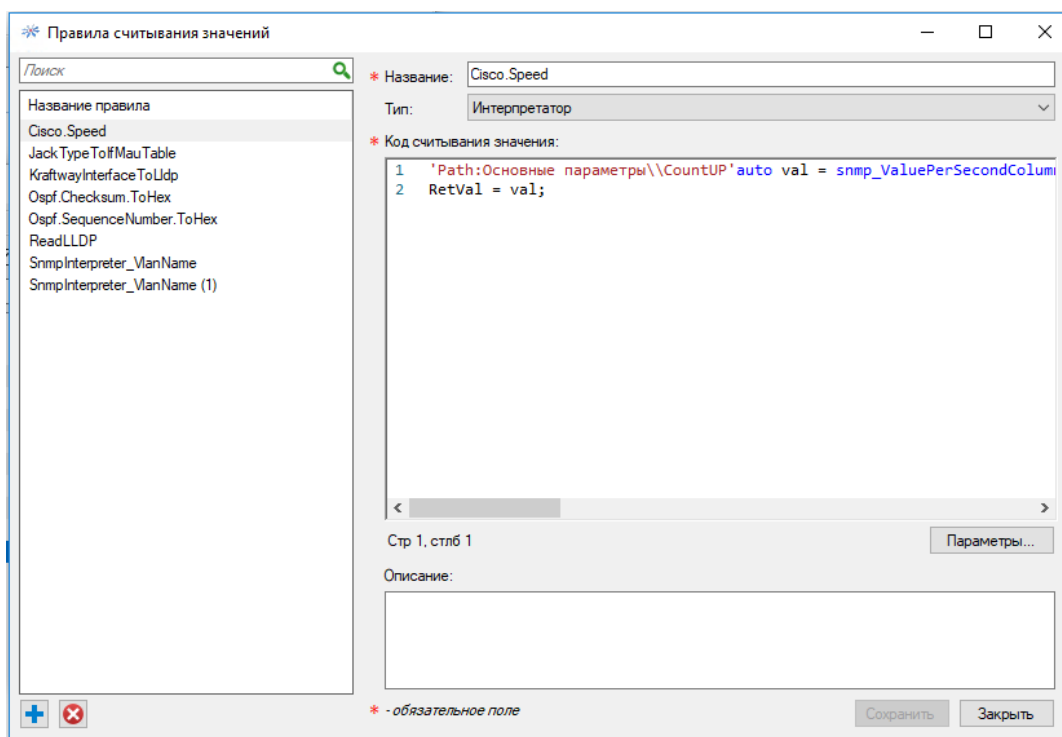 Правила считывания значений
Поиск
Название правила
Cisco.Speed
JackTypeToIfMauTable
KraftwayInterfaceToLldp
Ospf.Checksum.ToHex
Ospf.SequenceNumber.ToHex
ReadLLDP
SnmpInterpreter_VlanName
SnmpInterpreter_VlanName (1)
* Название: Cisco.Speed
Тип: Интерпретатор
* Код считывания значения:
1 'Path:Основные параметры\\CountUP'auto val = snmp_ValuePerSecondColum
2 RetVal = val;
Стр 1, стлб 1
Параметры...
Описание:
* - обязательное поле
Сохранить Закрыть